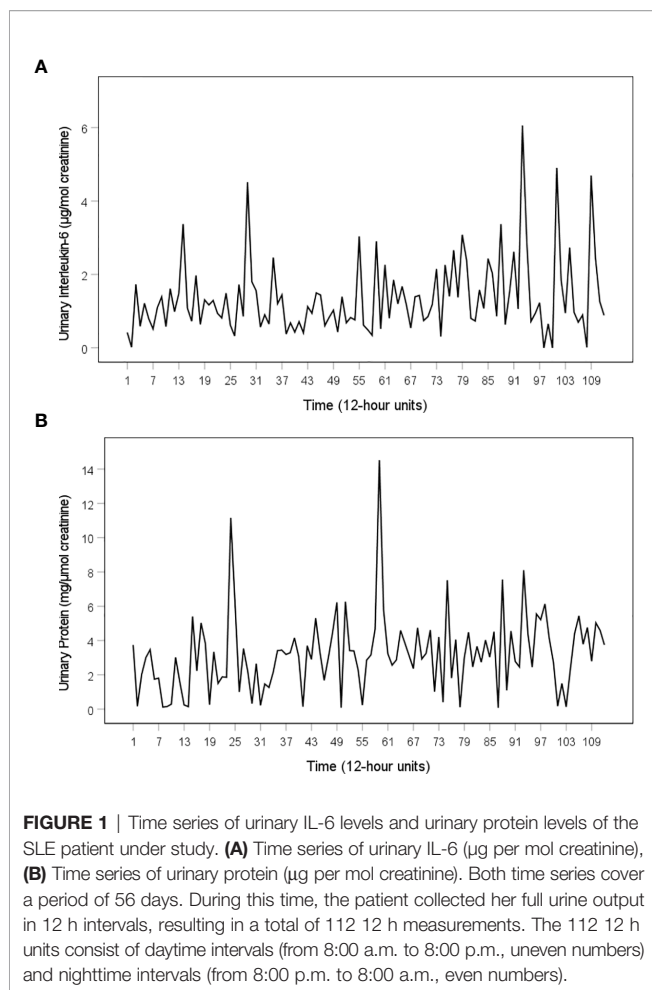 A
Urinary Interleukin-6 (µg/mol creatinine)
6
4
2
0
1 7 13 19 25 31 37 43 49 55 61 67 73 79 85 91 97 103 109
Time (12-hour units)
B
Urinary Protein (mg/µmol creatinine)
14
12
10
8
6
4
2
0
1 7 13 19 25 31 37 43 49 55 61 67 73 79 85 91 97 103 109
Time (12-hour units)
FIGURE 1 | Time series of urinary IL-6 levels and urinary protein levels of the
SLE patient under study. (A) Time series of urinary IL-6 (µg per mol creatinine),
(B) Time series of urinary protein (µg per mol creatinine). Both time series cover
a period of 56 days. During this time, the patient collected her full urine output
in 12 h intervals, resulting in a total of 112 12 h measurements. The 112 12 h
units consist of daytime intervals (from 8:00 a.m. to 8:00 p.m., uneven numbers)
and nighttime intervals (from 8:00 p.m. to 8:00 a.m., even numbers).